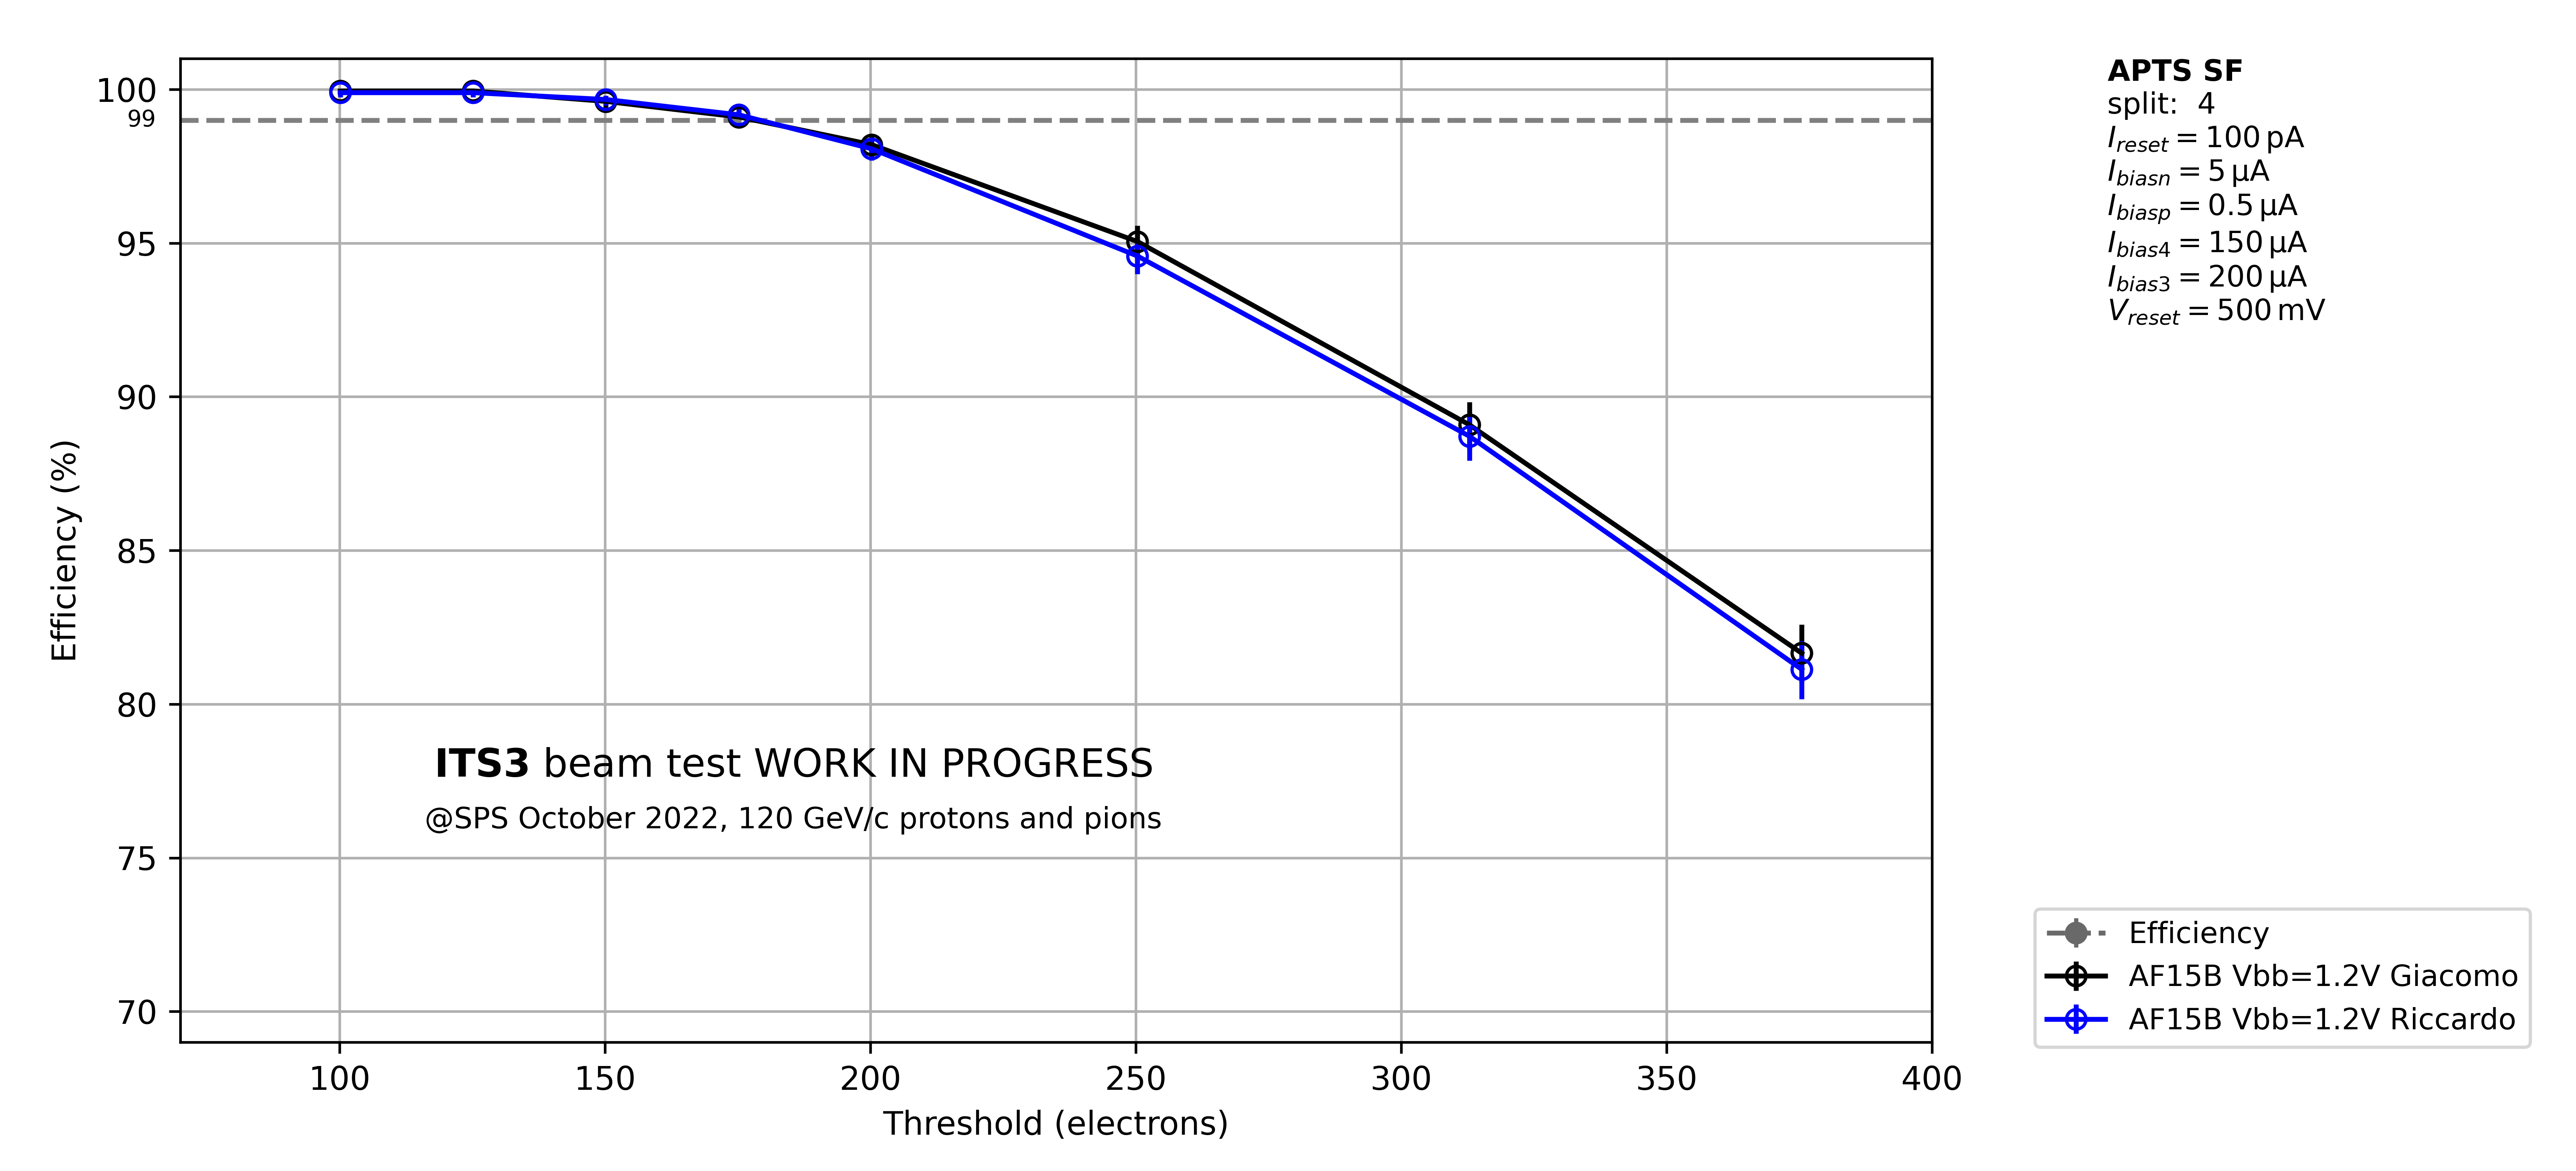 100
99
95
90
85
80
75
70
Efficiency (%)
ITS3 beam test WORK IN PROGRESS
@SPS October 2022, 120 GeV/c protons and pions
100 150 200 250 300 350 400
Threshold (electrons)
APTS SF
split: 4
I_reset = 100 pA
I_biasn = 5 µA
I_biasp = 0.5 µA
I_bias4 = 150 µA
I_bias3 = 200 µA
V_reset = 500 mV
Efficiency
AF15B Vbb=1.2V Giacomo
AF15B Vbb=1.2V Riccardo